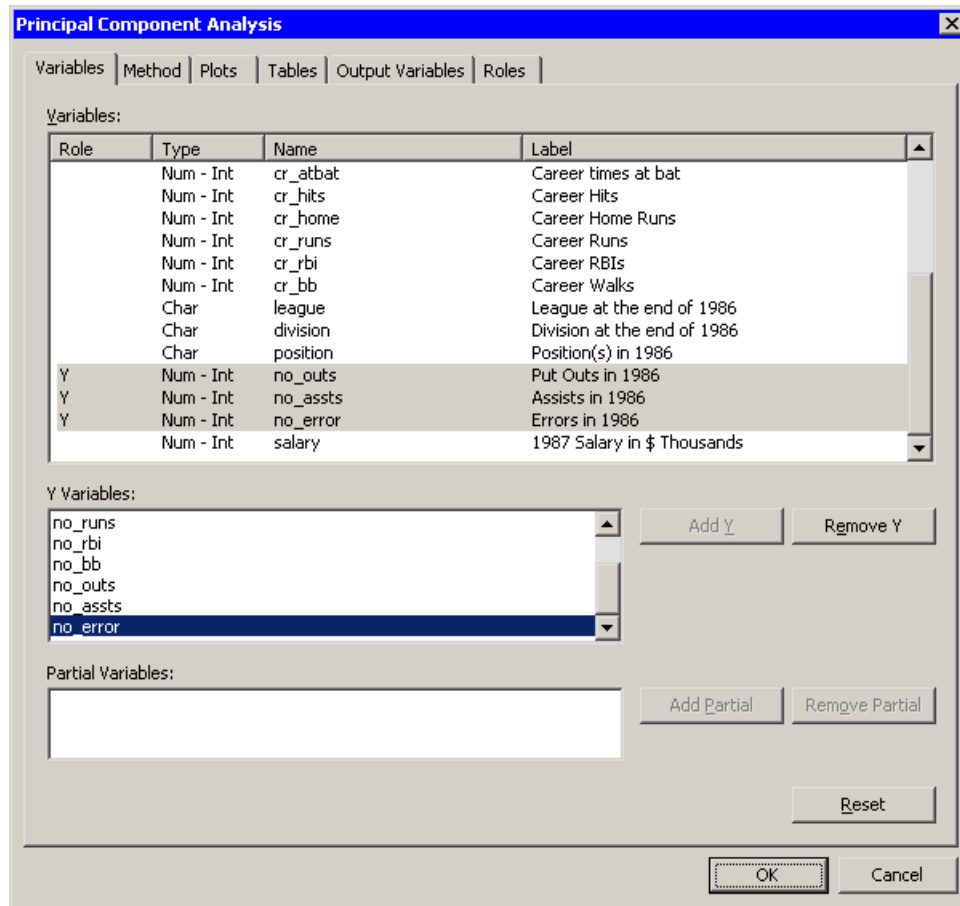 Principal Component Analysis
Variables Method Plots Tables Output Variables Roles
Variables:
Role Type Name Label
Num - Int cr_atbat Career times at bat
Num - Int cr_hits Career Hits
Num - Int cr_home Career Home Runs
Num - Int cr_runs Career Runs
Num - Int cr_rbi Career RBIs
Num - Int cr_bb Career Walks
Char league League at the end of 1986
Char division Division at the end of 1986
Char position Position(s) in 1986
Y Num - Int no_outs Put Outs in 1986
Y Num - Int no_assts Assists in 1986
Y Num - Int no_error Errors in 1986
Num - Int salary 1987 Salary in $ Thousands
Y Variables:
no_runs
no_rbi
no_bb
no_outs
no_assts
no_error
Add Y Remove Y
Partial Variables:
Add Partial Remove Partial
Reset
OK Cancel